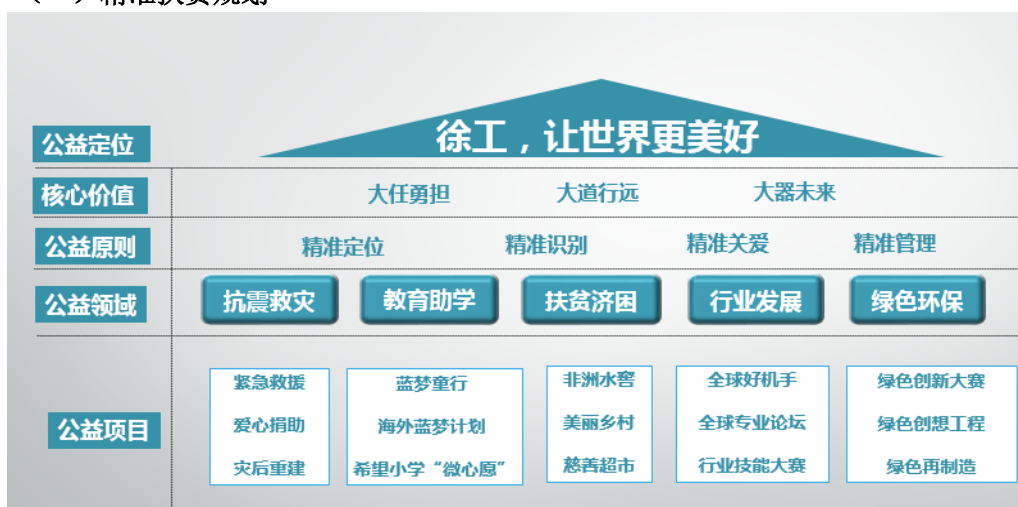 精准扶贫规划
徐工，让世界更美好
公益定位
核心价值 大任勇担 大道行远 大器未来
公益原则 精准定位 精准识别 精准关爱 精准管理
公益领域 抗震救灾 教育助学 扶贫济困 行业发展 绿色环保
紧急救援 蓝梦童行 非洲水窖 全球好机手 绿色创新大赛
公益项目 爱心捐助 海外蓝梦计划 美丽乡村 全球专业论坛 绿色创想工程
灾后重建 希望小学“微心愿” 慈善超市 行业技能大赛 绿色再制造